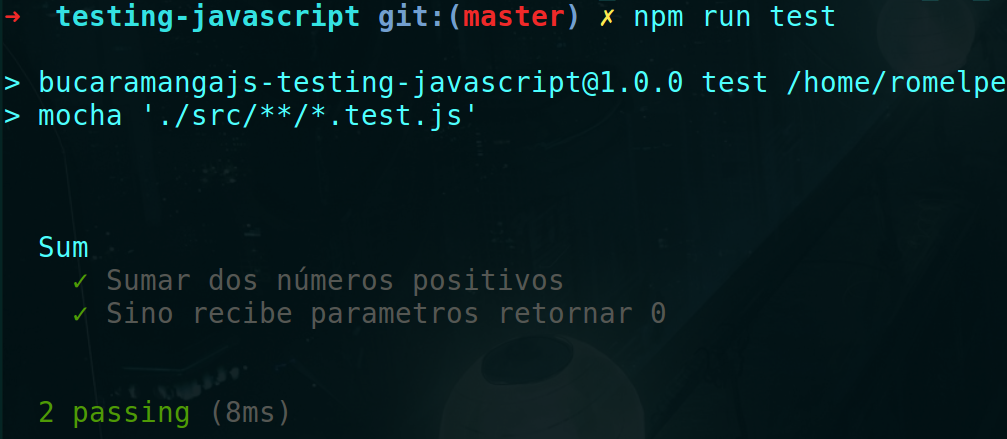 → testing-javascript git:(master) ✗ npm run test
> bucaramangajs-testing-javascript@1.0.0 test /home/romelpe
> mocha './src/**/*.test.js'
Sum
✓ Sumar dos números positivos
✓ Sino recibe parametros retornar 0
2 passing (8ms)